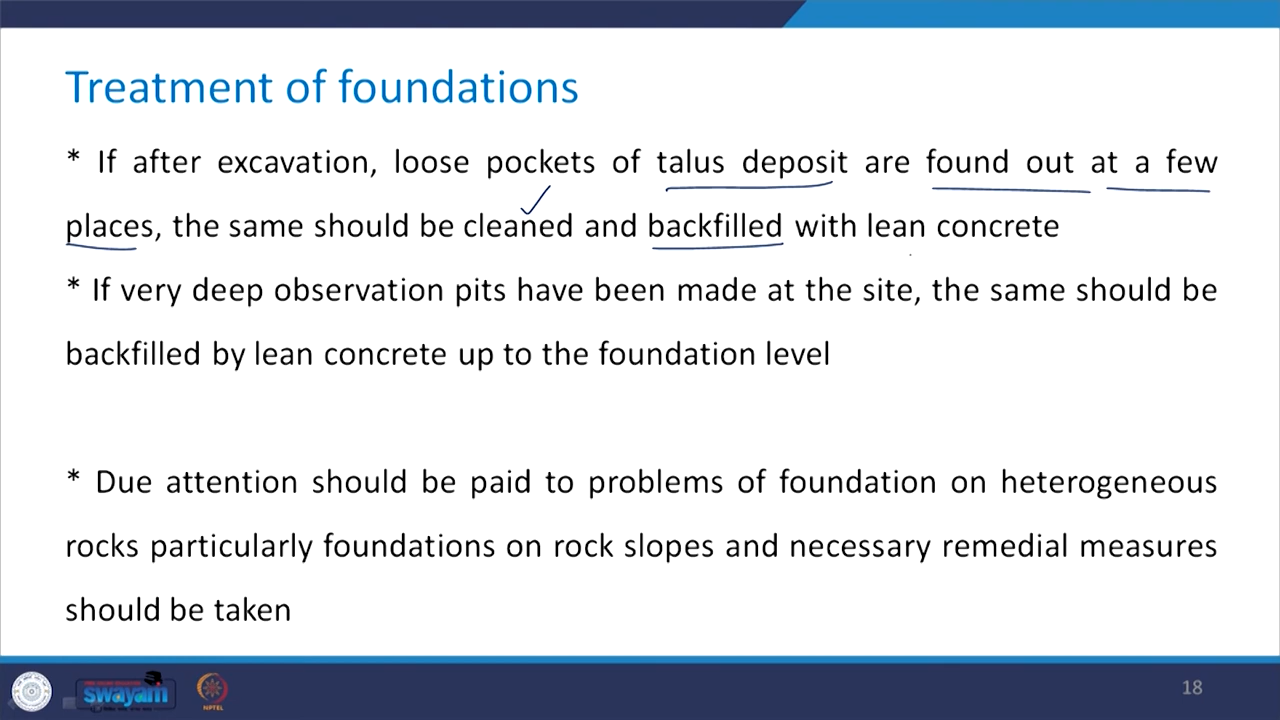 Treatment of foundations
* If after excavation, loose pockets of talus deposit are found out at a few
places, the same should be cleaned and backfilled with lean concrete
* If very deep observation pits have been made at the site, the same should be
backfilled by lean concrete up to the foundation level
* Due attention should be paid to problems of foundation on heterogeneous
rocks particularly foundations on rock slopes and necessary remedial measures
should be taken
swayam
NPTEL
18